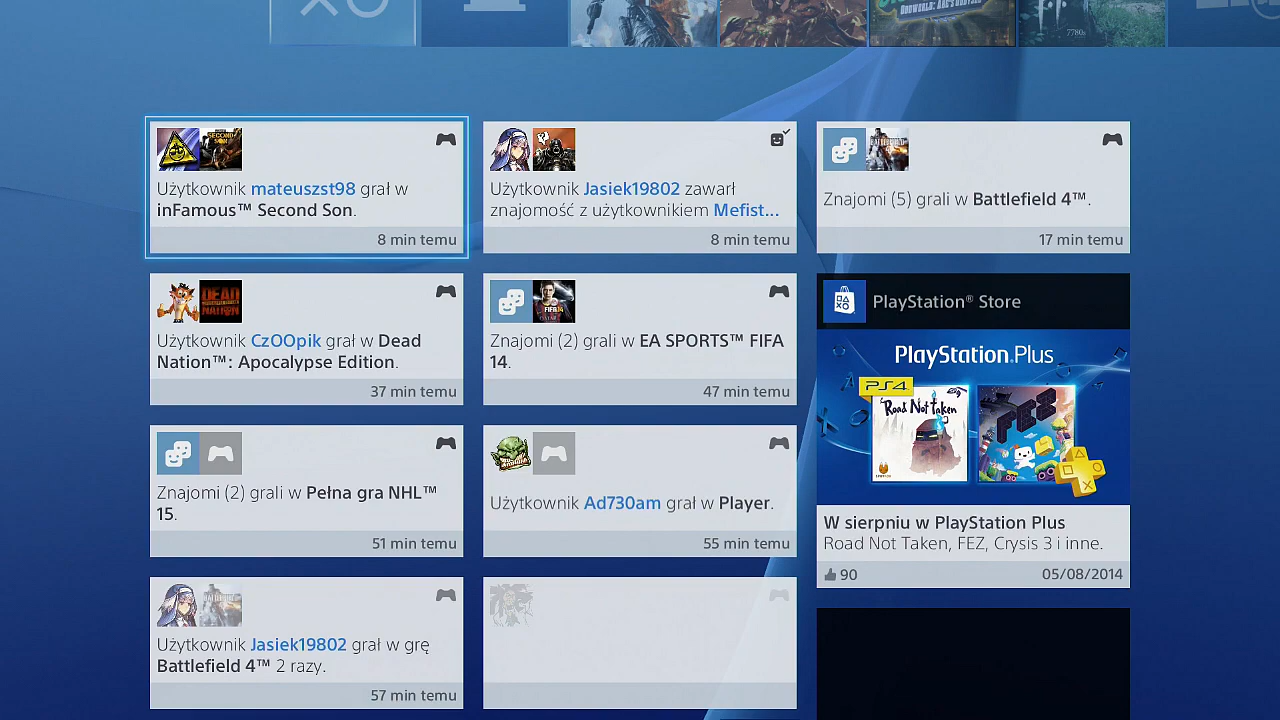 Użytkownik mateuszst98 grał w
inFamous™ Second Son.
8 min temu
Użytkownik Jasiek19802 zawarł
znajomość z użytkownikiem Mefist...
8 min temu
Znajomi (5) grali w Battlefield 4™.
17 min temu
Użytkownik CzOOpik grał w Dead
Nation™: Apocalypse Edition.
37 min temu
Znajomi (2) grali w EA SPORTS™ FIFA
14.
47 min temu
PlayStation® Store
PlayStation.Plus
PS4
Road Not Taken
FEZ
W sierpniu w PlayStation Plus
Road Not Taken, FEZ, Crysis 3 i inne.
90
05/08/2014
Znajomi (2) grali w Pełna gra NHL™
15.
51 min temu
Użytkownik Ad730am grał w Player.
55 min temu
Użytkownik Jasiek19802 grał w grę
Battlefield 4™ 2 razy.
57 min temu
DEAD
NATION
SECOND
SON